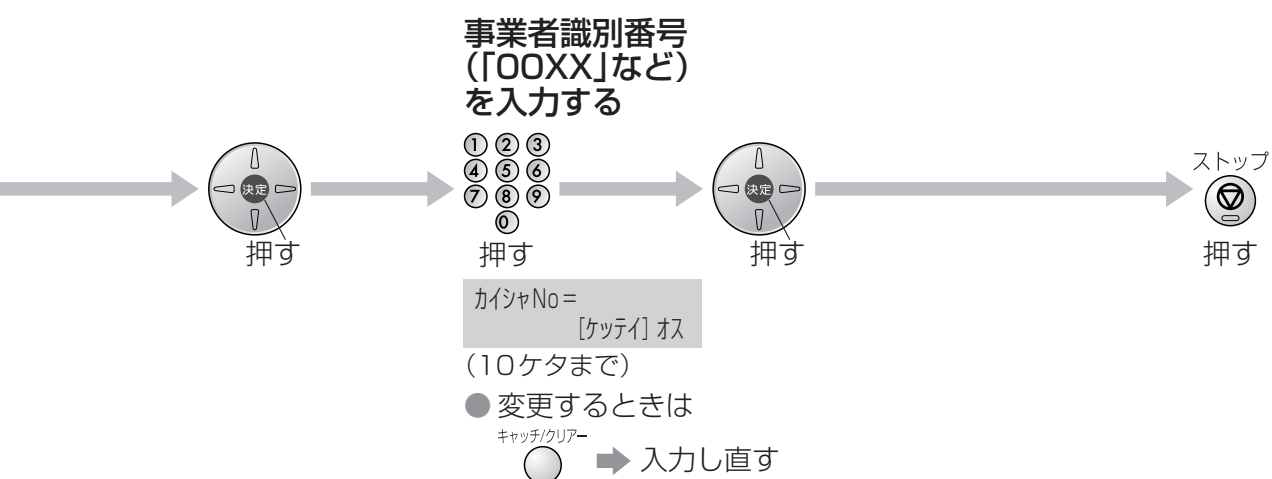 事業者識別番号
(「00XX」など)
を入力する
決定
押す
1 2 3
4 5 6
7 8 9
0
押す
カイシャNo=
[ケッテイ] オス
(10ケタまで)
● 変更するときは
キャッチ/クリアー
入力し直す
決定
押す
ストップ
押す